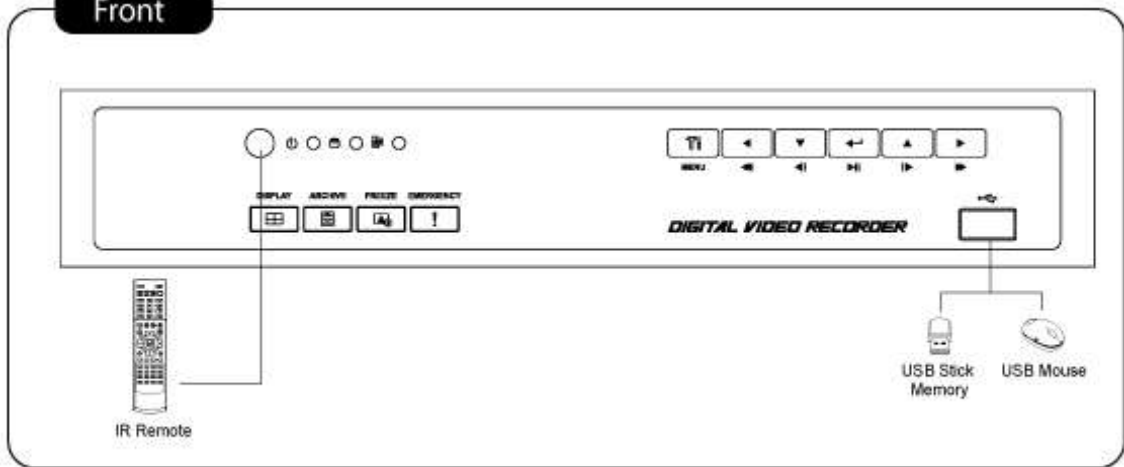 Front
DISPLAY ARCHIVE FREEZE EMERGENCY
MENU
DIGITAL VIDEO RECORDER
IR Remote
USB Stick
Memory
USB Mouse